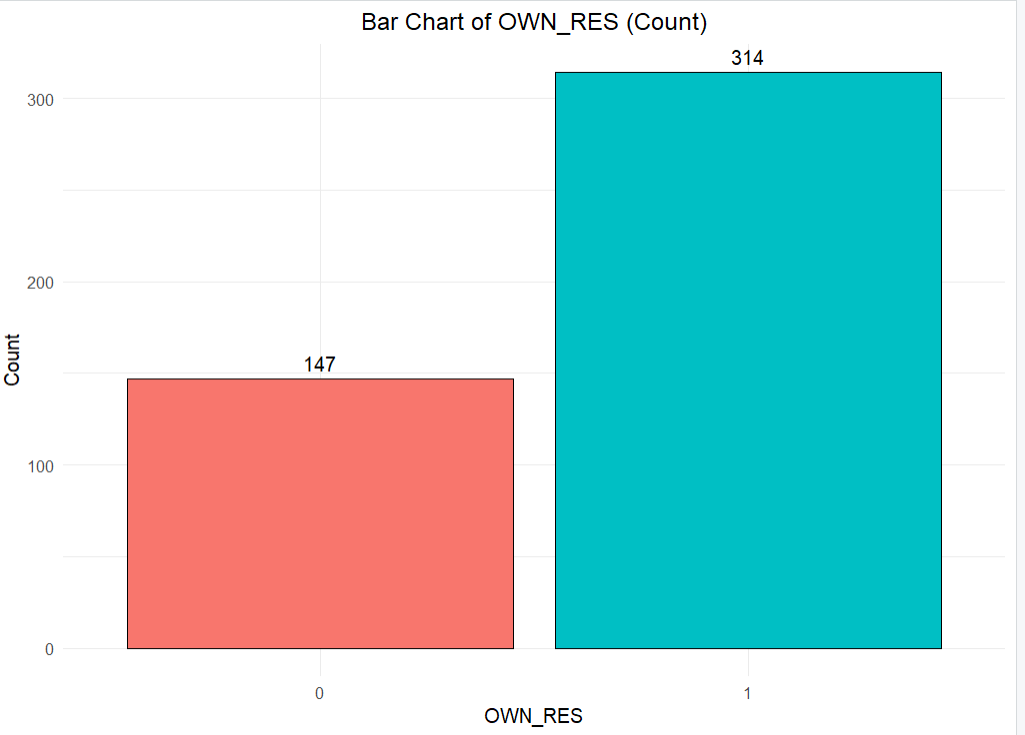 Bar Chart of OWN_RES (Count)
314
300
200
147
100
0
Count
0 1
OWN_RES